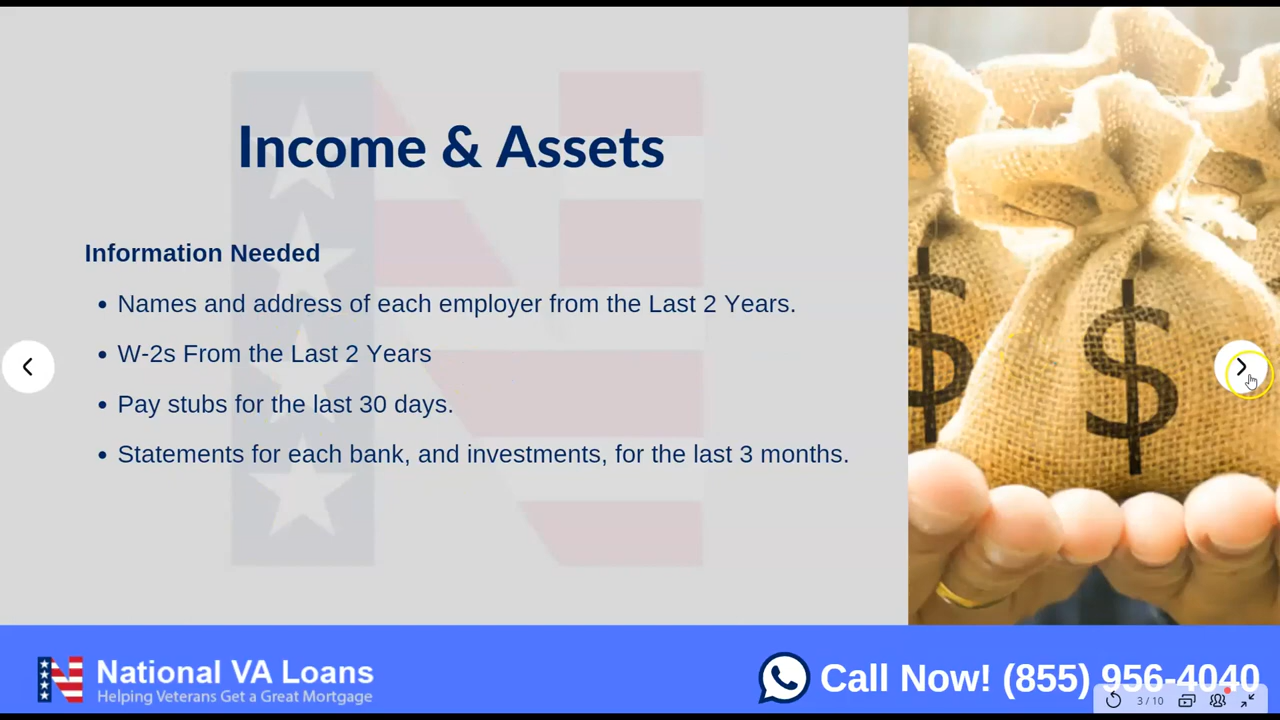 Income & Assets
Information Needed
• Names and address of each employer from the Last 2 Years.
• W-2s From the Last 2 Years
• Pay stubs for the last 30 days.
• Statements for each bank, and investments, for the last 3 months.
$ $
National VA Loans
Helping Veterans Get a Great Mortgage
Call Now! (855) 956-4040
3 / 10